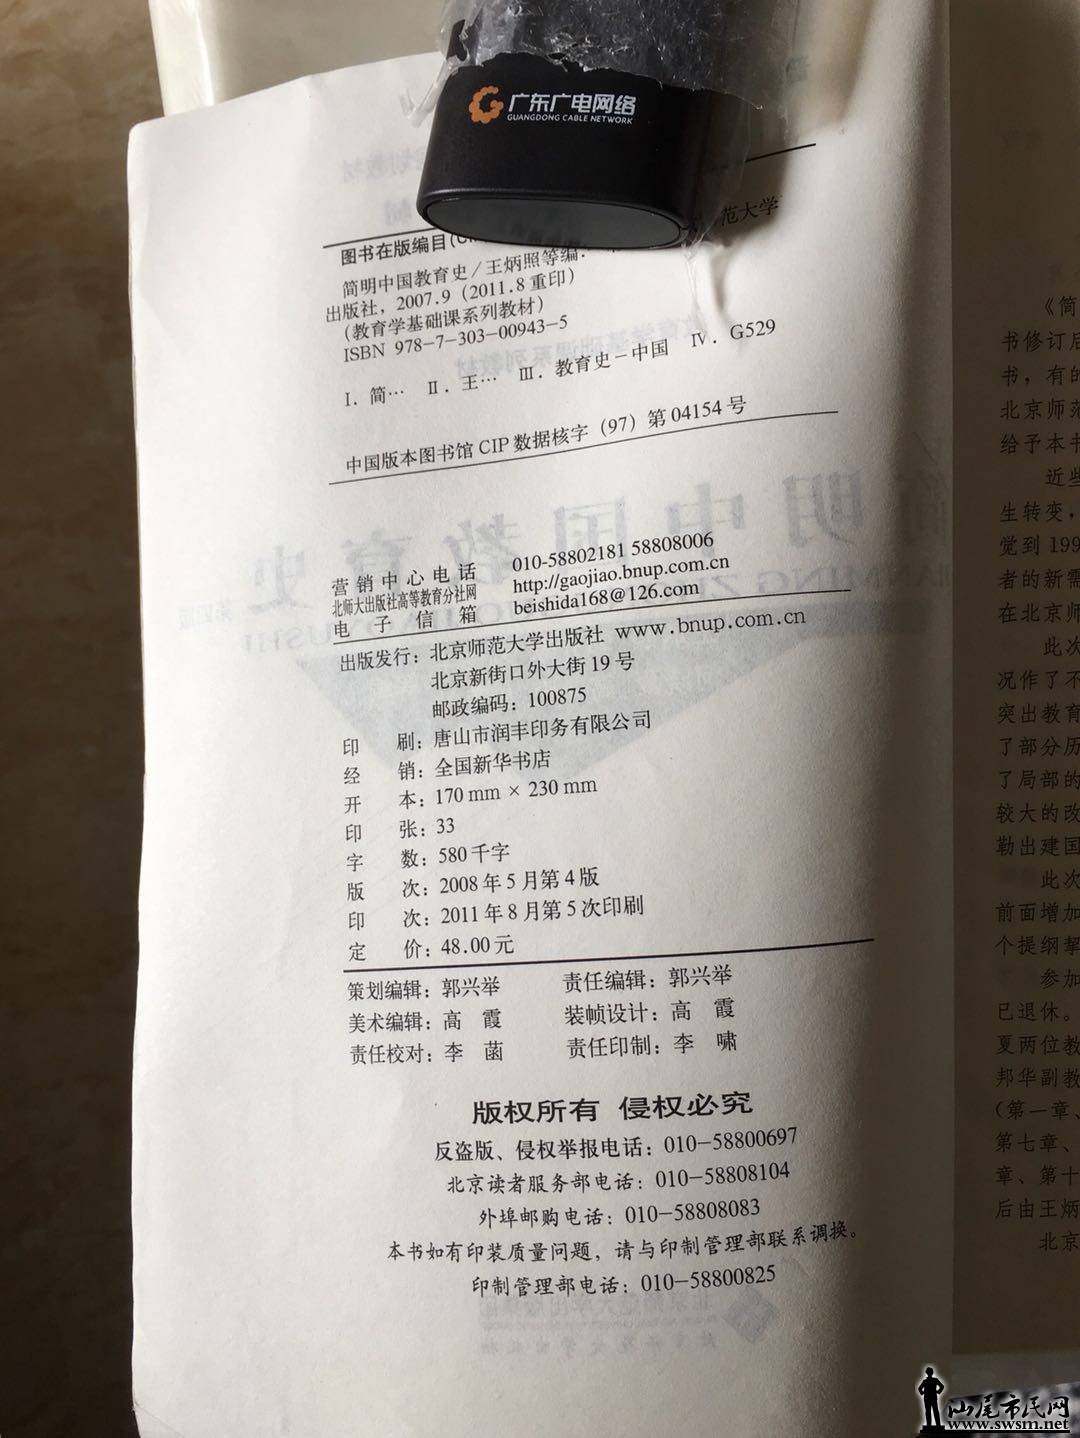 广东广电网络
GUANGDONG CABLE NETWORK
范大学
图书在版编目(CI
简明中国教育史/王炳照等编.
出版社，2007.9（2011.8重印）
（教育学基础课系列教材）
ISBN 978-7-303-00943-5
Ⅰ. 简… Ⅱ. 王… Ⅲ. 教育史－中国 Ⅳ. G529
中国版本图书馆CIP数据核字（97）第04154号
营销中心电话 010-58802181 58808006
北师大出版社高等教育分社网 http://gaojiao.bnup.com.cn
电子信箱 beishida168@126.com
出版发行：北京师范大学出版社 www.bnup.com.cn
北京新街口外大街19号
邮政编码：100875
印 刷：唐山市润丰印务有限公司
经 销：全国新华书店
开 本：170 mm × 230 mm
印 张：33
字 数：580千字
版 次：2008年5月第4版
印 次：2011年8月第5次印刷
定 价：48.00元
策划编辑：郭兴举 责任编辑：郭兴举
美术编辑：高 霞 装帧设计：高 霞
责任校对：李 菡 责任印制：李 啸
版权所有 侵权必究
反盗版、侵权举报电话：010-58800697
北京读者服务部电话：010-58808104
外埠邮购电话：010-58808083
本书如有印装质量问题，请与印制管理部联系调换。
印制管理部电话：010-58800825
《简
书修订后
书，有的
北京师范
给予本书
近些
生转变，
觉到199
者的新需
在北京师
此次
况作了不
突出教育
了部分历
了局部的
较大的改
勒出建国
此次
前面增加
个提纲挈
参加
已退休。
夏两位教
邦华副教
(第一章、
第七章、
章、第十
后由王炳
北京
汕尾市民网
www.swsm.net